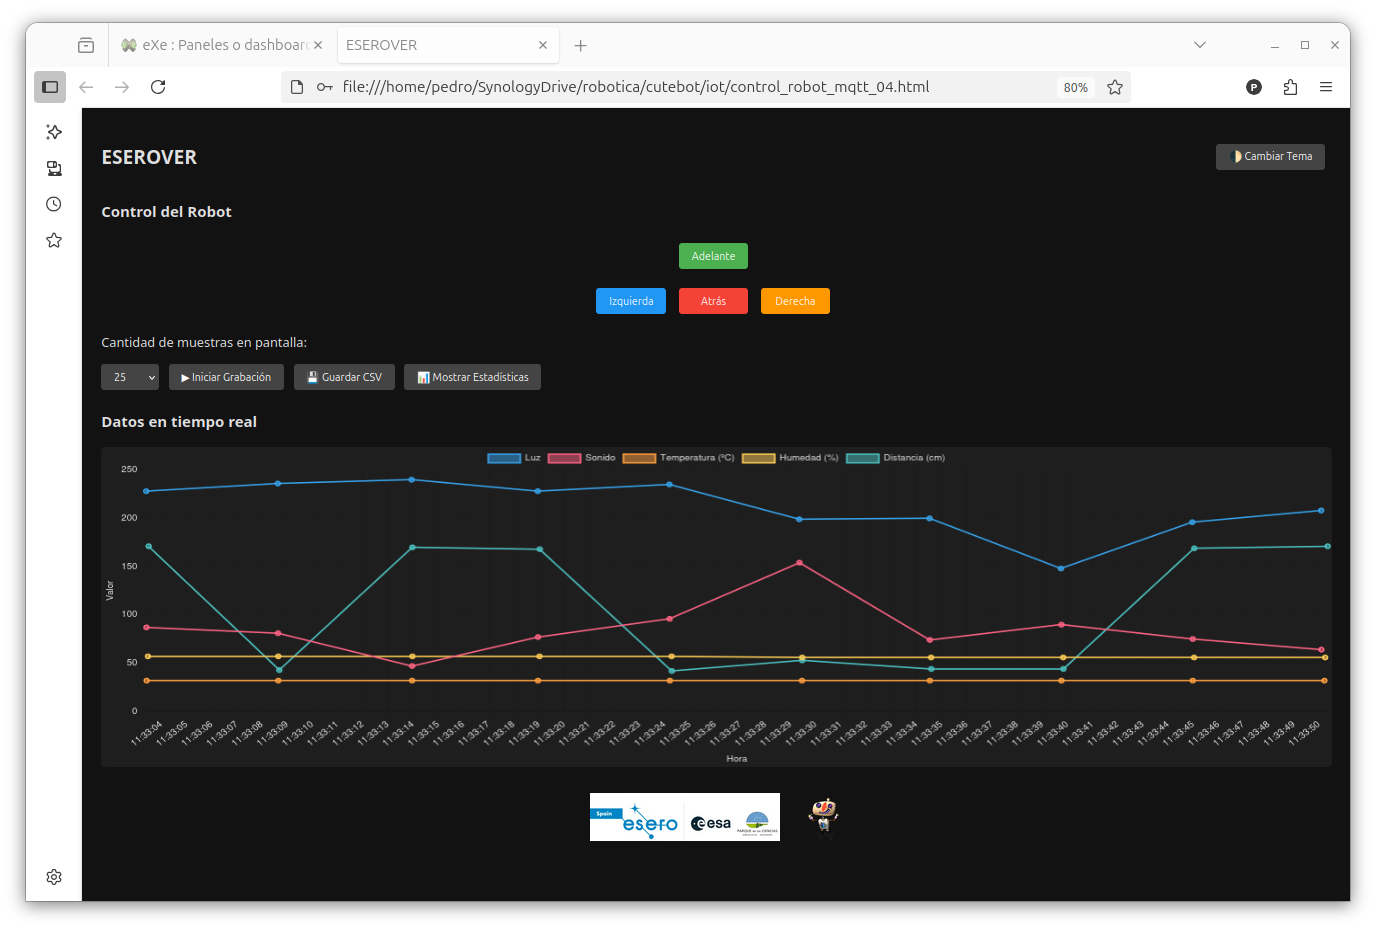 eXe : Paneles o dashboar
ESEROVER
file:///home/pedro/SynologyDrive/robotica/cutebot/iot/control_robot_mqtt_04.html
80%
P
ESEROVER
Cambiar Tema
Control del Robot
Adelante
Izquierda
Atrás
Derecha
Cantidad de muestras en pantalla:
25
Iniciar Grabación
Guardar CSV
Mostrar Estadísticas
Datos en tiempo real
Luz
Sonido
Temperatura (ºC)
Humedad (%)
Distancia (cm)
250
200
150
100
50
0
Valor
11:33:04
11:33:05
11:33:06
11:33:07
11:33:08
11:33:09
11:33:10
11:33:11
11:33:12
11:33:13
11:33:14
11:33:15
11:33:16
11:33:17
11:33:18
11:33:19
11:33:20
11:33:21
11:33:22
11:33:23
11:33:24
11:33:25
11:33:26
11:33:27
11:33:28
11:33:29
11:33:30
11:33:31
11:33:32
11:33:33
11:33:34
11:33:35
11:33:36
11:33:37
11:33:38
11:33:39
11:33:40
11:33:41
11:33:42
11:33:43
11:33:44
11:33:45
11:33:46
11:33:47
11:33:48
11:33:49
11:33:50
Hora
Spain
esero
esa
PARQUE de las CIENCIAS